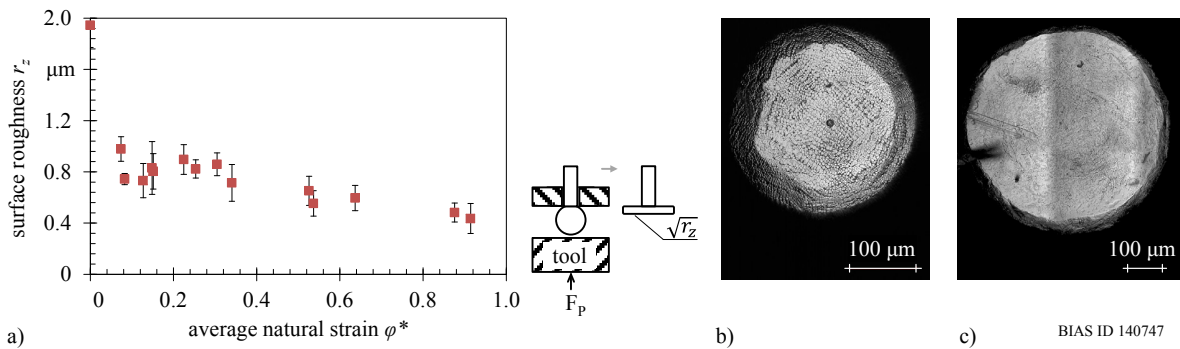 surface roughness r_z
2.0
μm
1.2
0.8
0.4
0
0
0.2
0.4
0.6
0.8
1.0
average natural strain φ*
a)
√r_z
tool
F_P
100 μm
b)
100 μm
c)
BIAS ID 140747